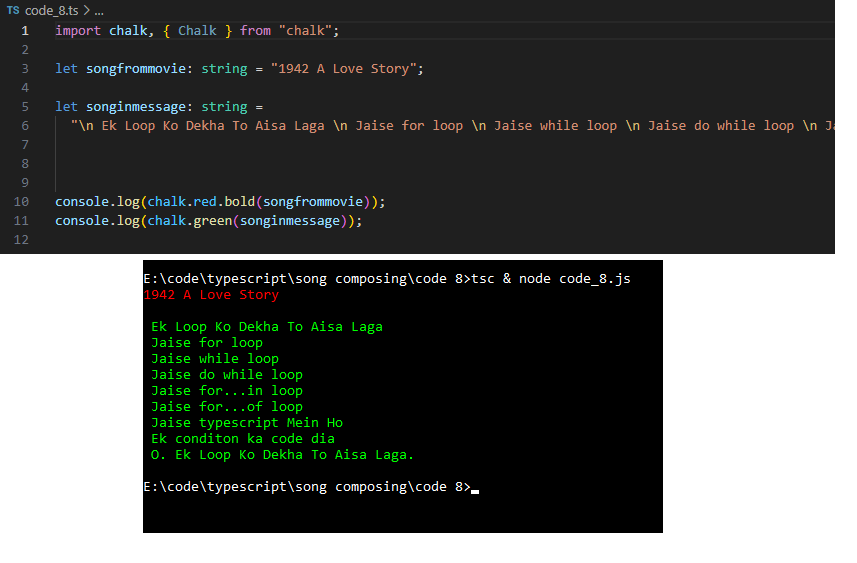 TS code_8.ts > ...
1 import chalk, { Chalk } from "chalk";
2
3 let songfrommovie: string = "1942 A Love Story";
4
5 let songinmessage: string =
6 "\n Ek Loop Ko Dekha To Aisa Laga \n Jaise for loop \n Jaise while loop \n Jaise do while loop \n
7
8
9
10 console.log(chalk.red.bold(songfrommovie));
11 console.log(chalk.green(songinmessage));
12
E:\code\typescript\song composing\code 8>tsc & node code_8.js
1942 A Love Story
Ek Loop Ko Dekha To Aisa Laga
Jaise for loop
Jaise while loop
Jaise do while loop
Jaise for...in loop
Jaise for...of loop
Jaise typescript Mein Ho
Ek conditon ka code dia
O. Ek Loop Ko Dekha To Aisa Laga.
E:\code\typescript\song composing\code 8>